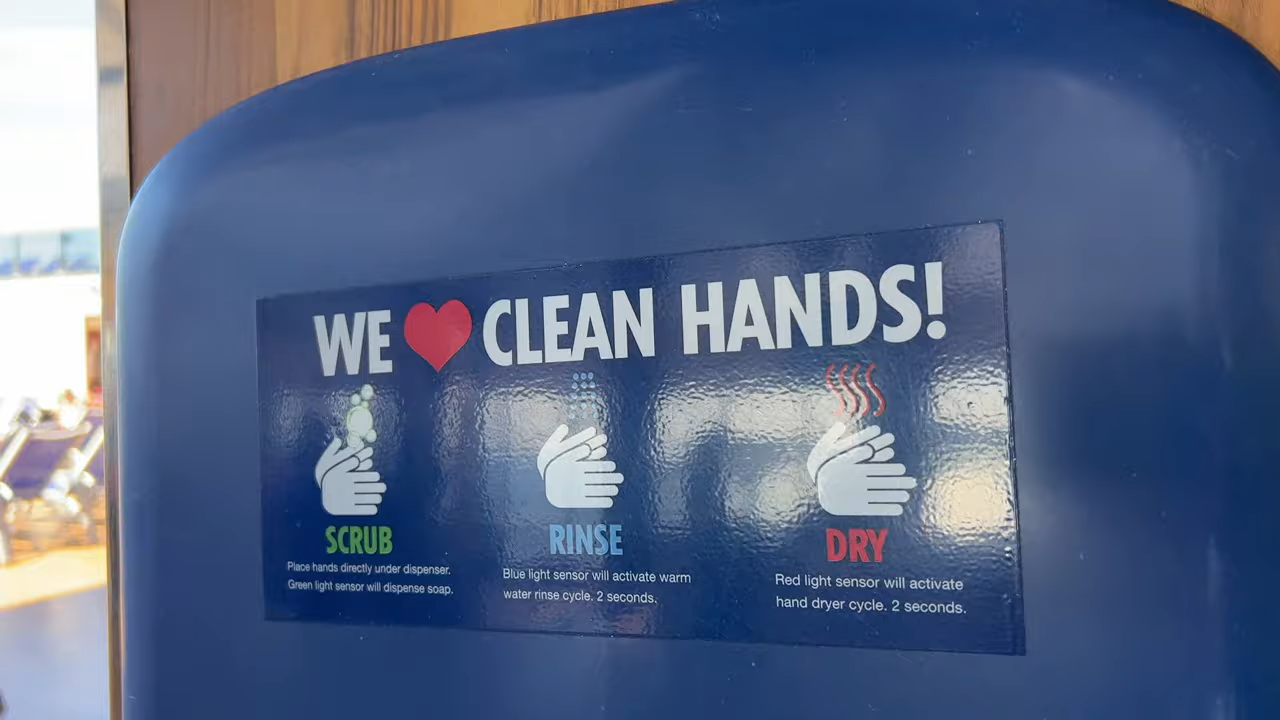 WE CLEAN HANDS!
SCRUB
Place hands directly under dispenser.
Green light sensor will dispense soap.
RINSE
Blue light sensor will activate warm
water rinse cycle. 2 seconds.
DRY
Red light sensor will activate
hand dryer cycle. 2 seconds.